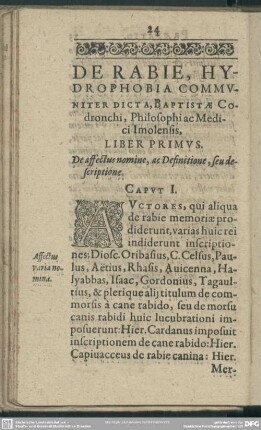 24
DE RABIE, HY-
DROPHOBIA COMMV-
NITER DICTA, BAPTISTÆ Co-
dronchi, Philosophi ac Medi-
ci Imolensis,
LIBER PRIMVS.
De affectus nomine, ac Definitione, seu de-
scriptione.
CAPVT I.
AVCTORES, qui aliqua
de rabie memoriæ pro-
diderunt, varias huic rei
indiderunt inscriptio-
nes: Diosc. Oribasius, C. Celsus, Pau-
Affectus
varia no-
mina.
lus, Aëtius, Rhasis, Auicenna, Ha-
lyabbas, Isaac, Gordonius, Tagaul-
tius, & plerique alij titulum de com-
morsis à cane rabido, seu de morsu
canis rabidi huic lucubrationi im-
posuerunt: Hier. Cardanus imposuit
inscriptionem de cane rabido: Hier.
Capiuacceus de rabie canina: Hier.
Mer-